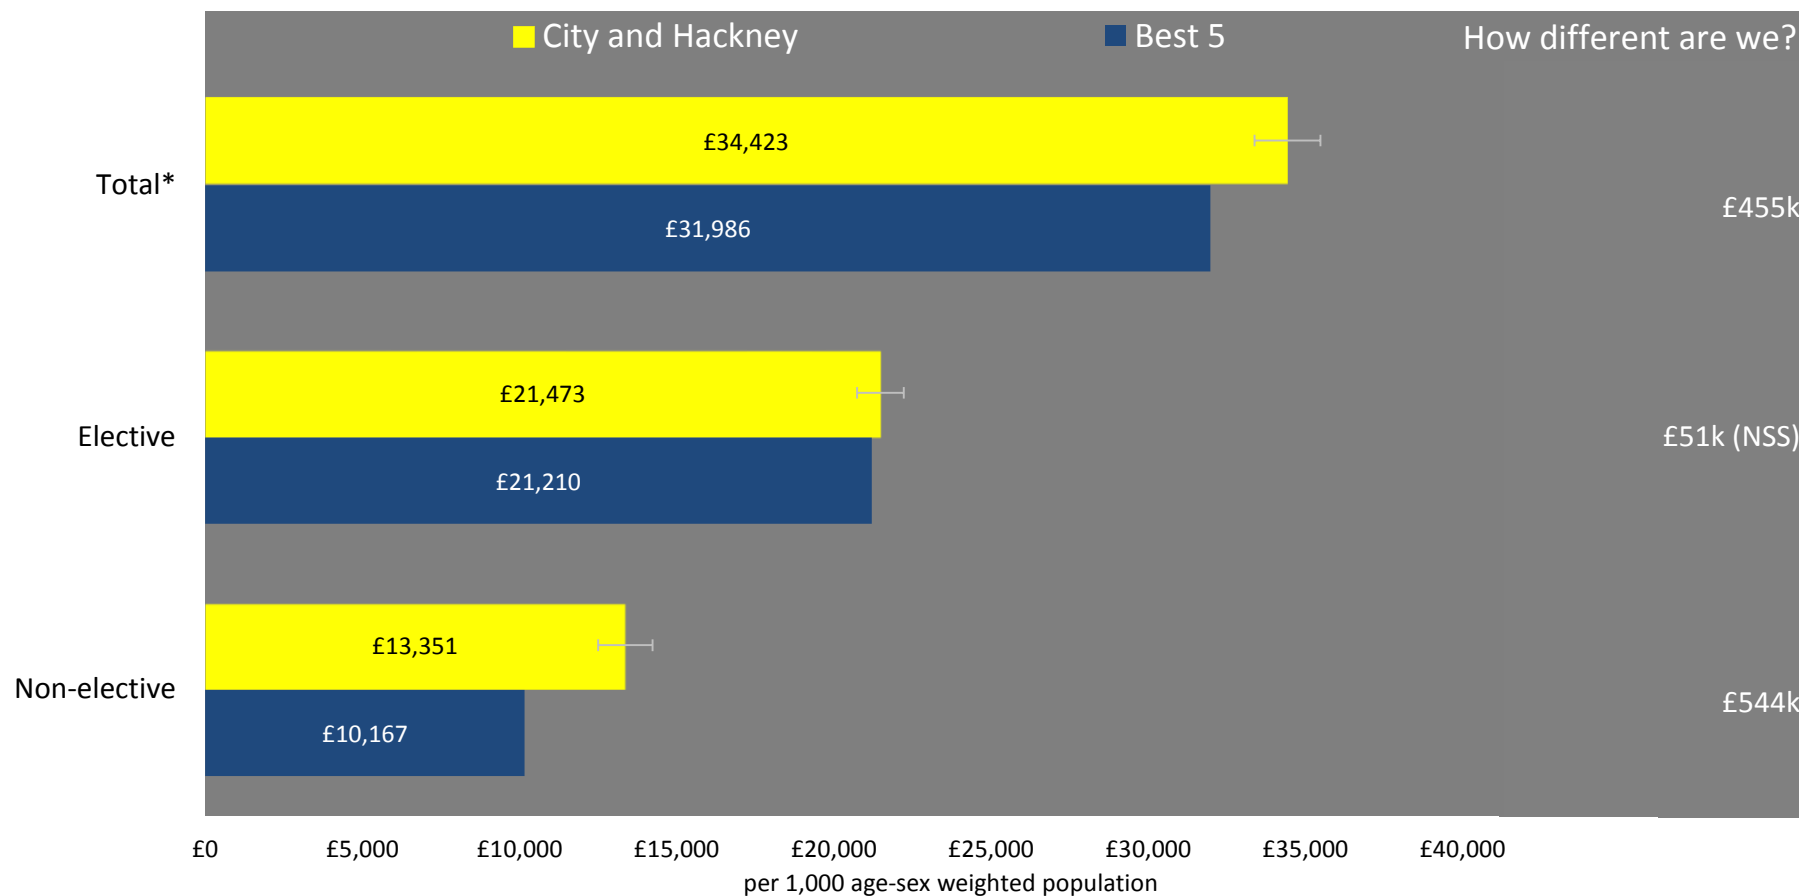 City and Hackney
Best 5
How different are we?
Total*
£34,423
£31,986
£455k
Elective
£21,473
£21,210
£51k (NSS)
Non-elective
£13,351
£10,167
£544k
£0 £5,000 £10,000 £15,000 £20,000 £25,000 £30,000 £35,000 £40,000
per 1,000 age-sex weighted population